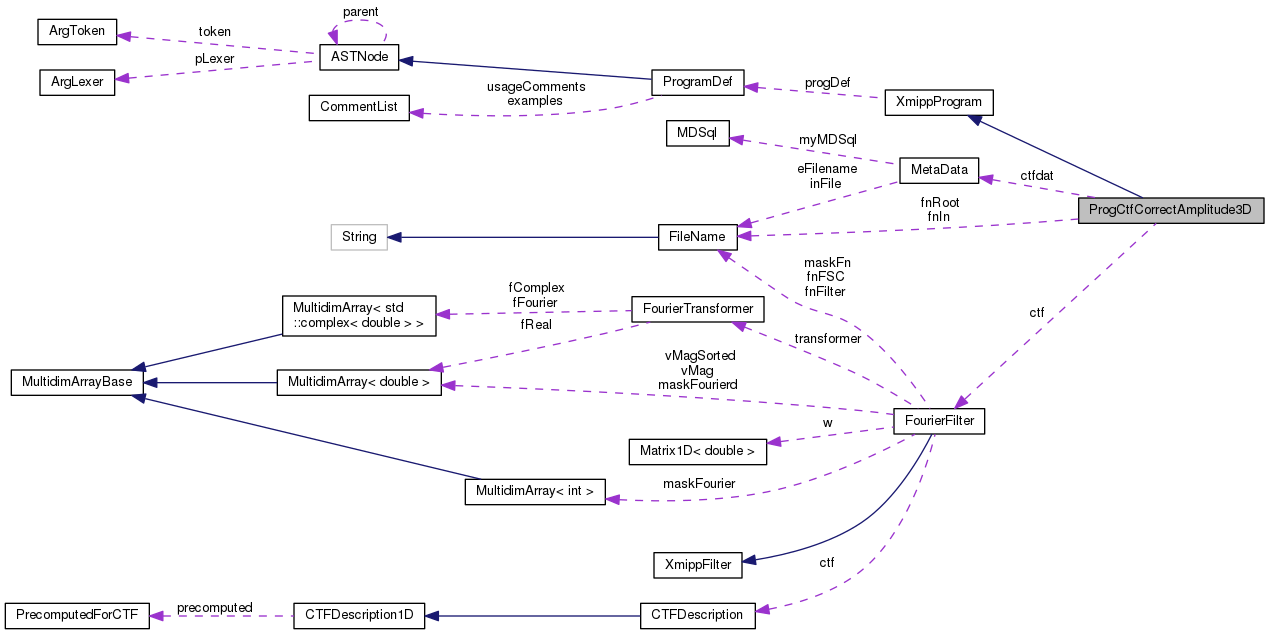 parent
ArgToken
token
ASTNode
pLexer
ArgLexer
ProgramDef
progDef
usageComments
examples
CommentList
XmippProgram
MDSql
myMDSql
MetaData
eFilename
inFile
ctfdat
ProgCtfCorrectAmplitude3D
fnRoot
fnIn
String
FileName
maskFn
fnFSC
fnFilter
fComplex
fFourier
MultidimArray< std
::complex< double > >
FourierTransformer
ctf
fReal
transformer
vMagSorted
vMag
maskFourierd
MultidimArrayBase
MultidimArray< double >
FourierFilter
w
Matrix1D< double >
maskFourier
MultidimArray< int >
XmippFilter
ctf
precomputed
PrecomputedForCTF
CTFDescription1D
CTFDescription